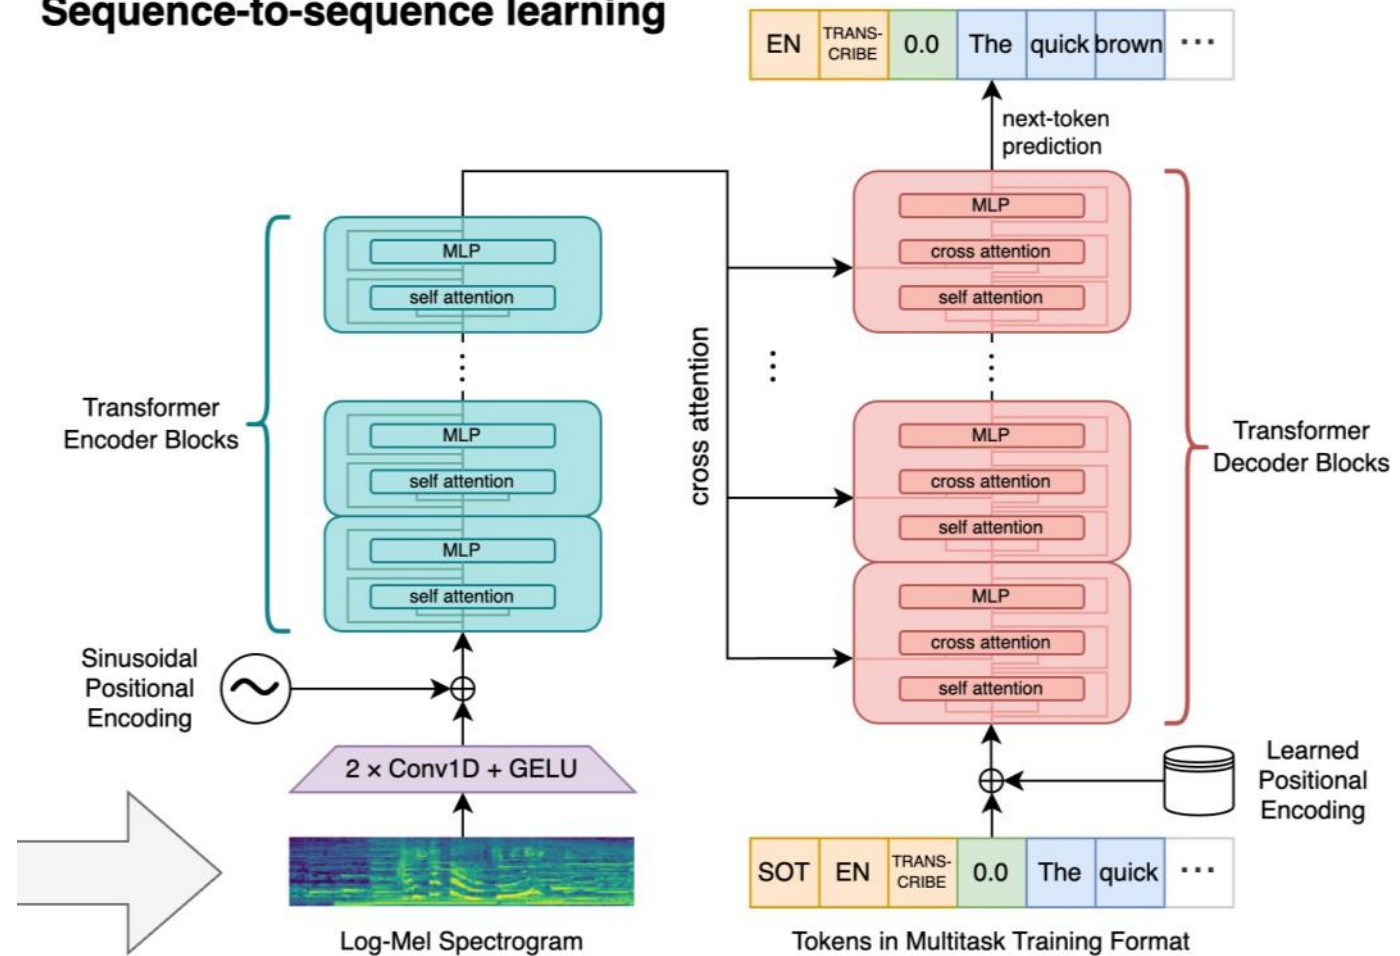 Sequence-to-sequence learning
EN TRANS-CRIBE 0.0 The quick brown ···
next-token
prediction
MLP
cross attention
self attention
MLP
self attention
cross attention
Transformer
Encoder Blocks
MLP
self attention
MLP
self attention
MLP
cross attention
self attention
MLP
cross attention
self attention
Transformer
Decoder Blocks
Sinusoidal
Positional
Encoding
2 × Conv1D + GELU
Learned
Positional
Encoding
SOT EN TRANS-CRIBE 0.0 The quick ···
Log-Mel Spectrogram
Tokens in Multitask Training Format